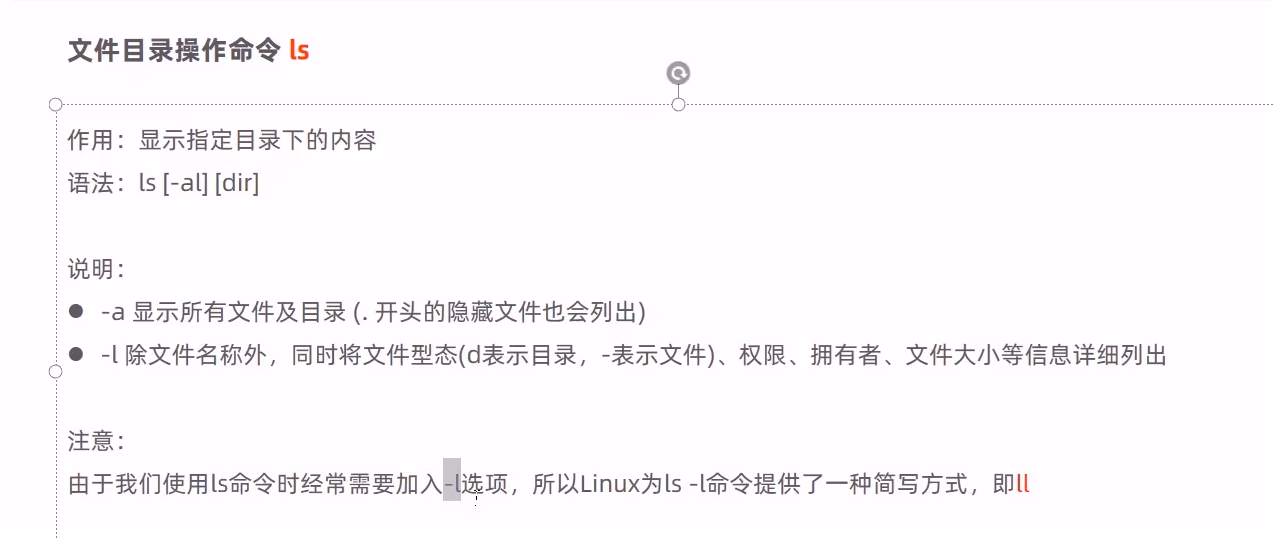 文件目录操作命令 ls
作用：显示指定目录下的内容
语法：ls [-al] [dir]
说明：
● -a 显示所有文件及目录 (. 开头的隐藏文件也会列出)
● -l 除文件名称外，同时将文件型态(d表示目录，-表示文件)、权限、拥有者、文件大小等信息详细列出
注意：
由于我们使用ls命令时经常需要加入-l选项，所以Linux为ls -l命令提供了一种简写方式，即ll